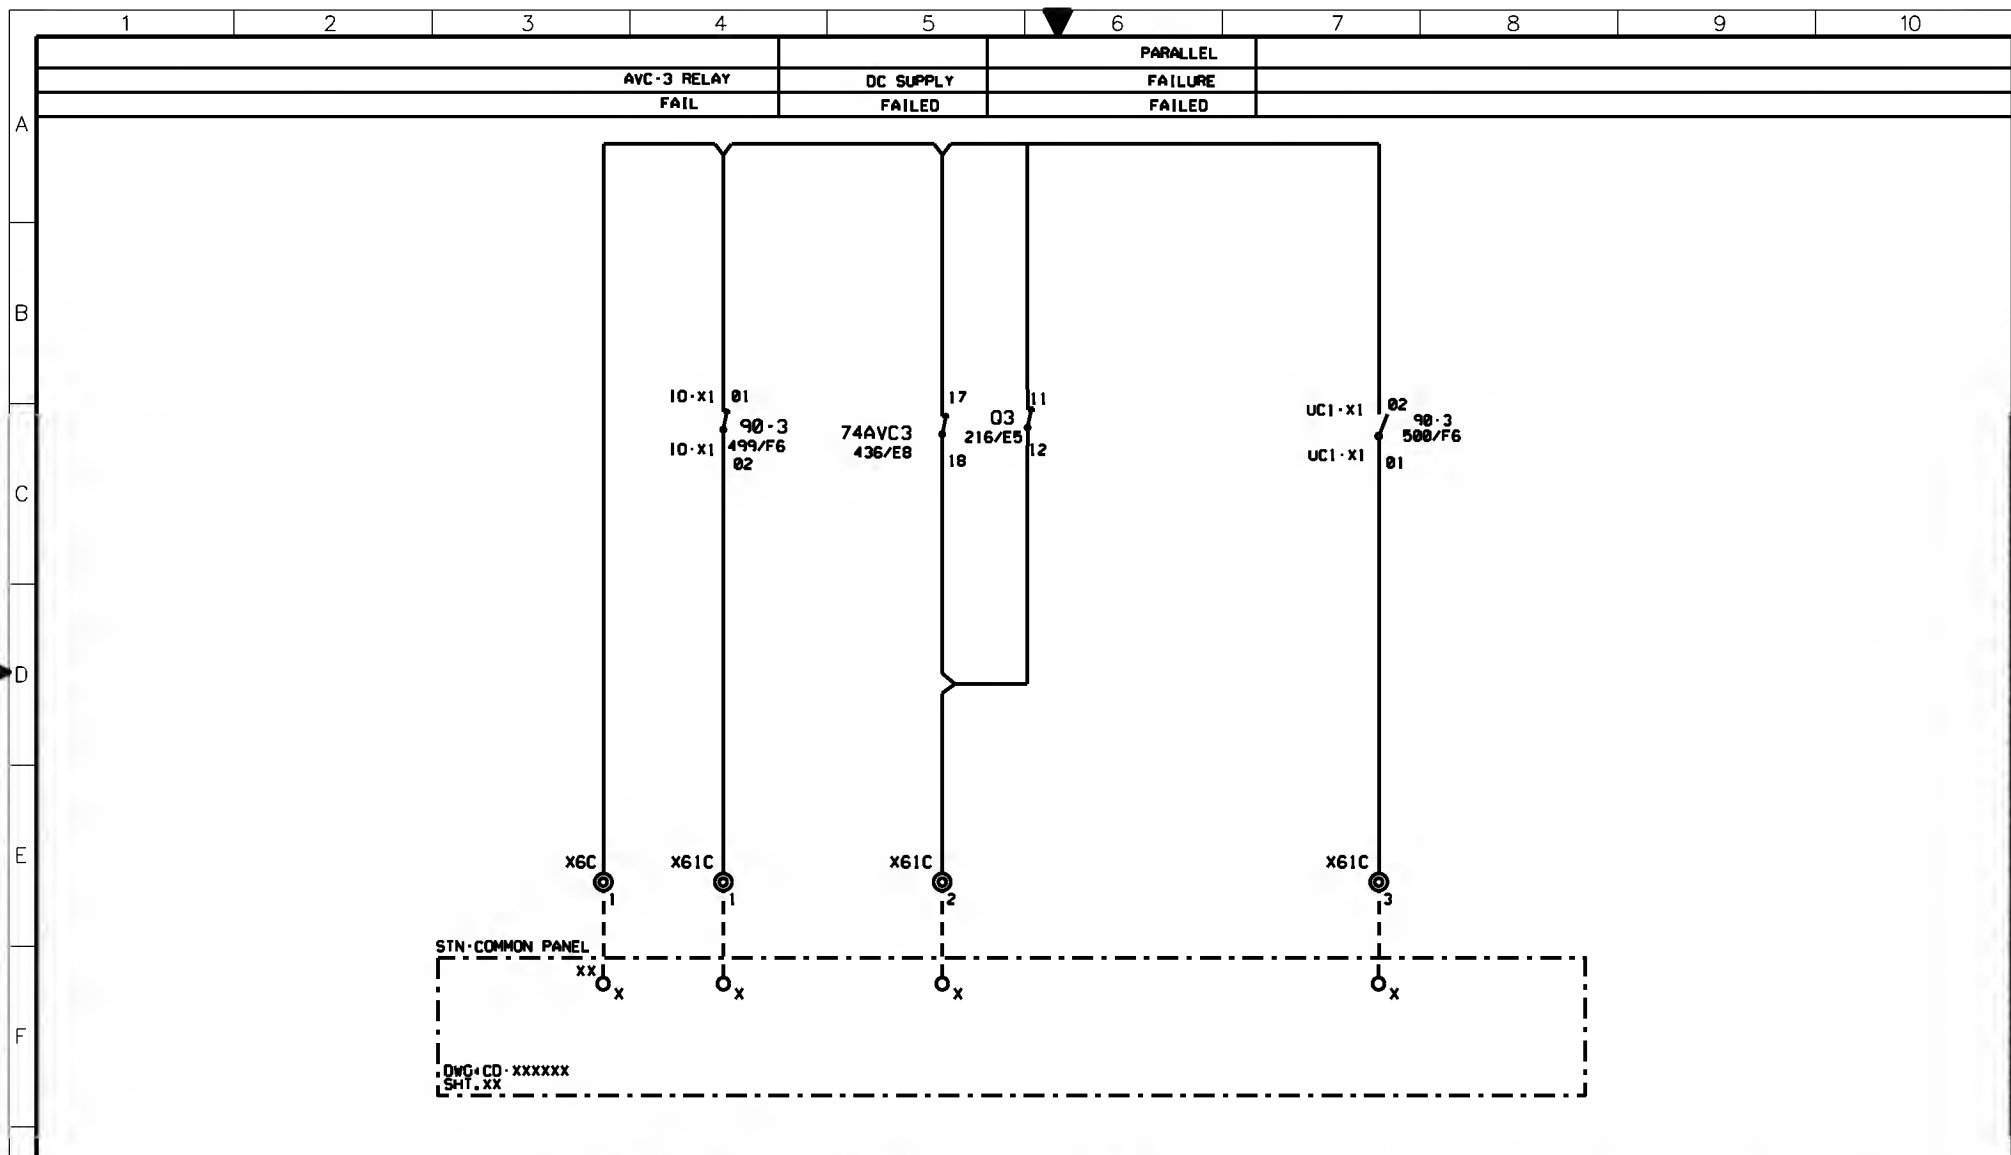 1 2 3 4 5 6 7 8 9 10
PARALLEL
AVC-3 RELAY DC SUPPLY FAILURE
FAIL FAILED FAILED
A
B
IO-X1 01
17
11
UC1-X1 02
90-3
499/F6
IO-X1
02
74AVC3
436/E8
18
Q3
216/E5
12
90-3
500/F6
UC1-X1
01
C
D
E
X6C X61C X61C X61C
1 1 2 3
STN-COMMON PANEL
XX
X X X X
F
DWG:CD-XXXXXX
SHT.XX